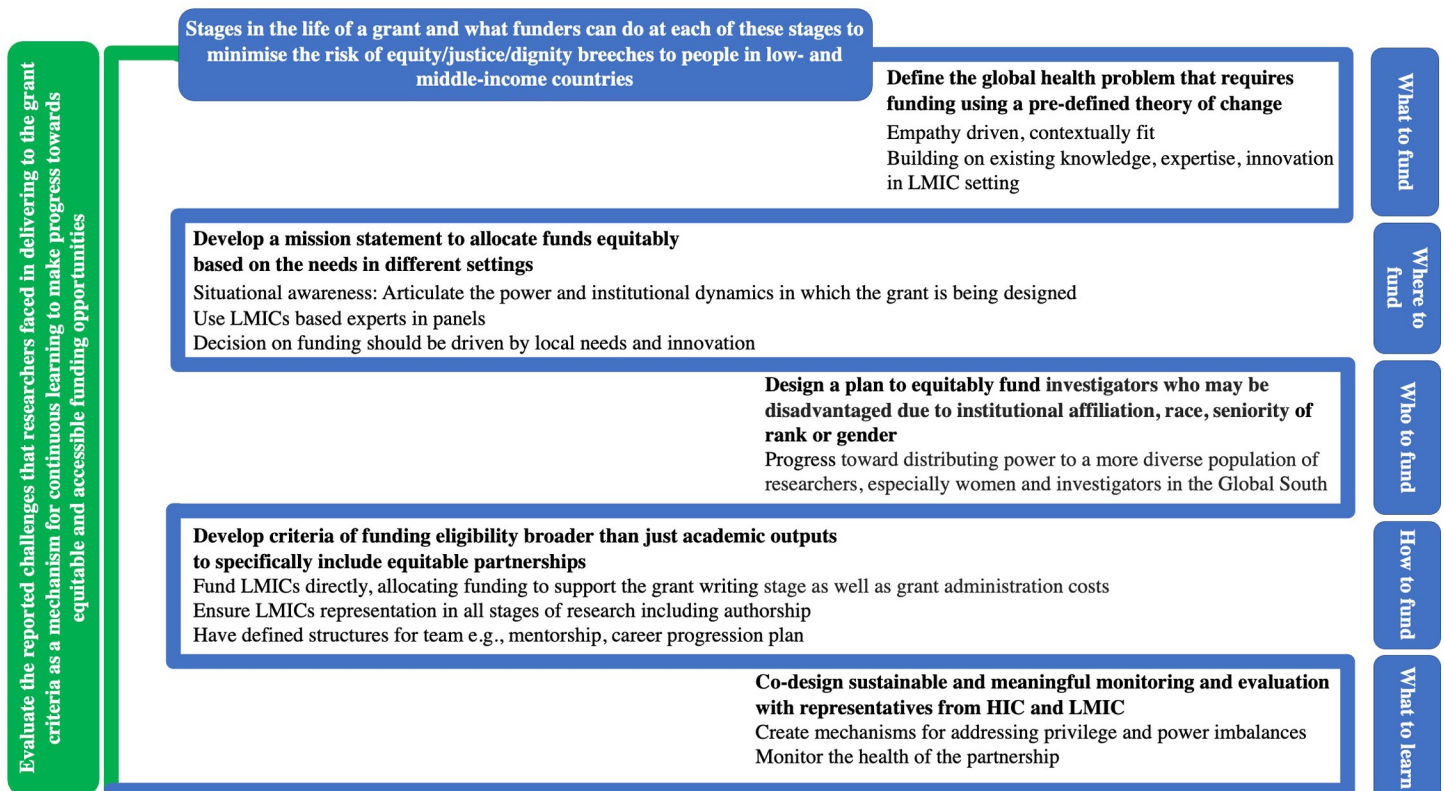 Stages in the life of a grant and what funders can do at each of these stages to
minimise the risk of equity/justice/dignity breeches to people in low- and
middle-income countries
Evaluate the reported challenges that researchers faced in delivering to the grant
criteria as a mechanism for continuous learning to make progress towards
equitable and accessible funding opportunities
Define the global health problem that requires
funding using a pre-defined theory of change
Empathy driven, contextually fit
Building on existing knowledge, expertise, innovation
in LMIC setting
What to fund
Develop a mission statement to allocate funds equitably
based on the needs in different settings
Situational awareness: Articulate the power and institutional dynamics in which the grant is being designed
Use LMICs based experts in panels
Decision on funding should be driven by local needs and innovation
Where to
fund
Design a plan to equitably fund investigators who may be
disadvantaged due to institutional affiliation, race, seniority of
rank or gender
Progress toward distributing power to a more diverse population of
researchers, especially women and investigators in the Global South
Who to fund
Develop criteria of funding eligibility broader than just academic outputs
to specifically include equitable partnerships
Fund LMICs directly, allocating funding to support the grant writing stage as well as grant administration costs
Ensure LMICs representation in all stages of research including authorship
Have defined structures for team e.g., mentorship, career progression plan
How to fund
Co-design sustainable and meaningful monitoring and evaluation
with representatives from HIC and LMIC
Create mechanisms for addressing privilege and power imbalances
Monitor the health of the partnership
What to learn